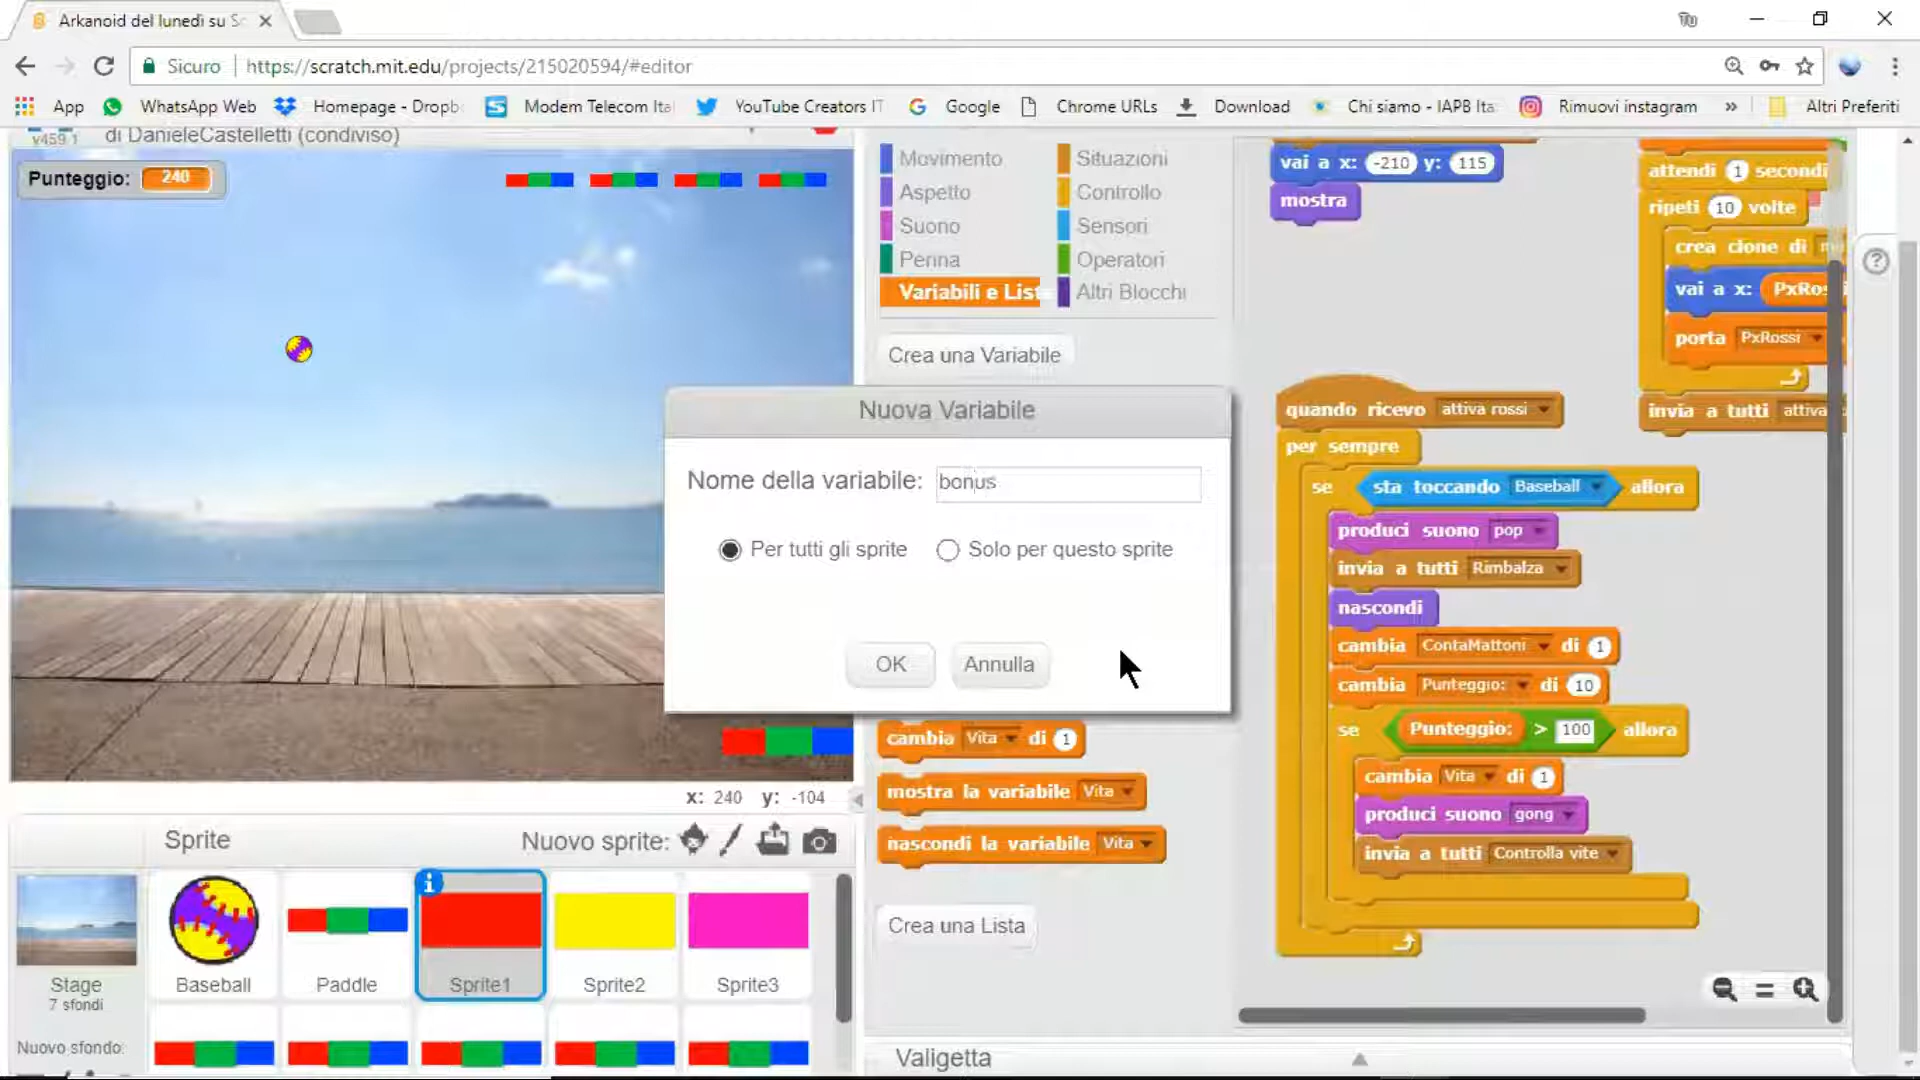 Arkanoid del lunedì su Sc
Sicuro https://scratch.mit.edu/projects/215020594/#editor
App WhatsApp Web Homepage - Dropb Modem Telecom Ita YouTube Creators IT Google Chrome URLs Download Chi siamo - IAPB Ita Rimuovi instagram » Altri Preferiti
v459.1 di DanieleCastelletti (condiviso)
Punteggio: 240
Movimento
Aspetto
Suono
Penna
Variabili e Liste
Situazioni
Controllo
Sensori
Operatori
Altri Blocchi
Crea una Variabile
Nuova Variabile
Nome della variabile: bonus
Per tutti gli sprite Solo per questo sprite
OK Annulla
cambia Vita di 1
mostra la variabile Vita
nascondi la variabile Vita
Crea una Lista
vai a x: -210 y: 115
mostra
attendi 1 secondi
ripeti 10 volte
crea clone di
vai a x: PxRos
porta PxRossi
invia a tutti attiva
quando ricevo attiva rossi
per sempre
se sta toccando Baseball allora
produci suono pop
invia a tutti Rimbalza
nascondi
cambia ContaMattoni di 1
cambia Punteggio: di 10
se Punteggio: > 100 allora
cambia Vita di 1
produci suono gong
invia a tutti Controlla vite
x: 240 y: -104
Sprite Nuovo sprite:
Stage
7 sfondi
Nuovo sfondo:
Baseball Paddle Sprite1 Sprite2 Sprite3
Valigetta